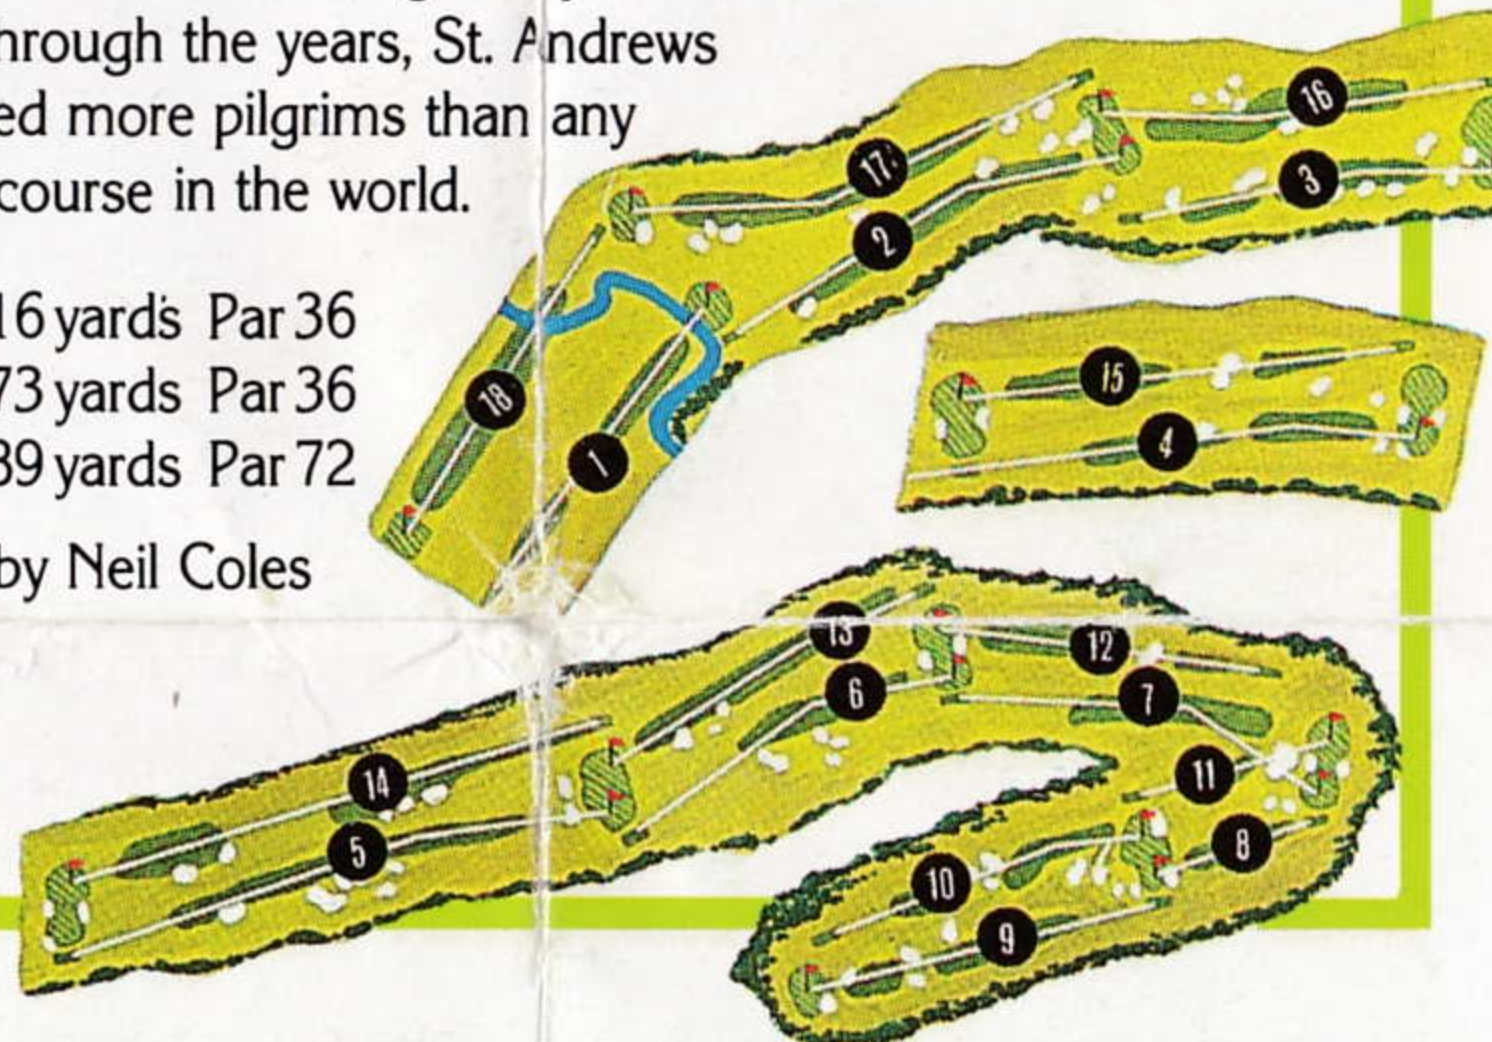 hrough the years, St. Andrews
ed more pilgrims than any
course in the world.
16 yards Par 36
73 yards Par 36
39 yards Par 72
by Neil Coles
16
17
3
2
15
18
4
1
13
12
6
7
14
11
5
8
10
9